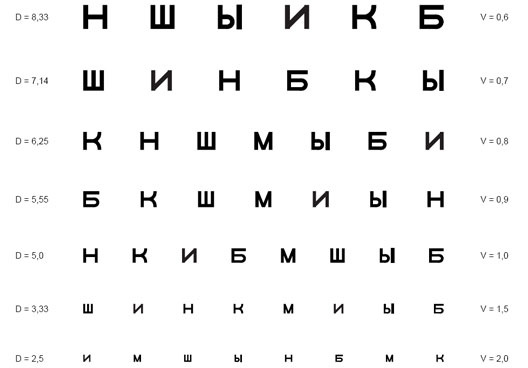 D = 8,33 Н Ш Ы И К Б V = 0,6
D = 7,14 Ш И Н Б К Ы V = 0,7
D = 6,25 К Н Ш М Ы Б И V = 0,8
D = 5,55 Б К Ш М И Ы Н V = 0,9
D = 5,0 Н К И Б М Ш Ы Б V = 1,0
D = 3,33 Ш И Н К М И Ы Б V = 1,5
D = 2,5 И М Ш Ы Н Б М К V = 2,0